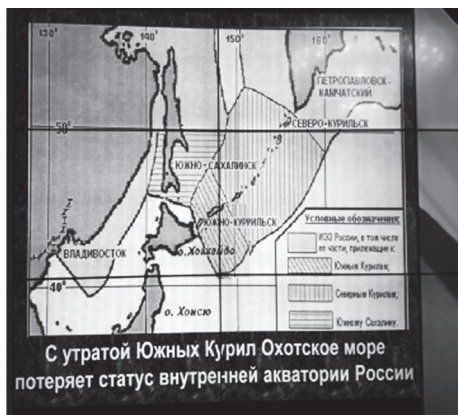 130° 140° 150° 160°
ПЕТРОПАВЛОВСК-
КАМЧАТСКИЙ
50°
СЕВЕРО-КУРИЛЬСК
ЮЖНО-САХАЛИНСК
ЮЖНО-КУРИЛЬСК
ВЛАДИВОСТОК
о. Хоккайдо
40°
о. Хонсю
Условные обозначения:
ИЭЗ России, в том числе
ее части, прилежащие к:
Южным Курилам;
Северным Курилам;
Южному Сахалину.
С утратой Южных Курил Охотское море
потеряет статус внутренней акватории России